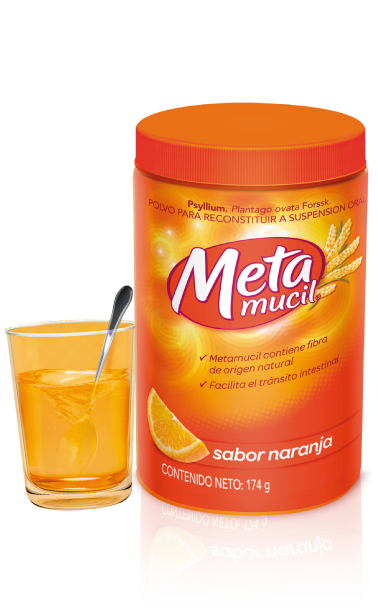 Psyllium. Plantago ovata Forssk.
POLVO PARA RECONSTITUIR A SUSPENSION ORAL
Meta
mucil®
✓ Metamucil contiene fibra
de origen natural
✓ Facilita el tránsito intestinal
sabor naranja
CONTENIDO NETO: 174 g